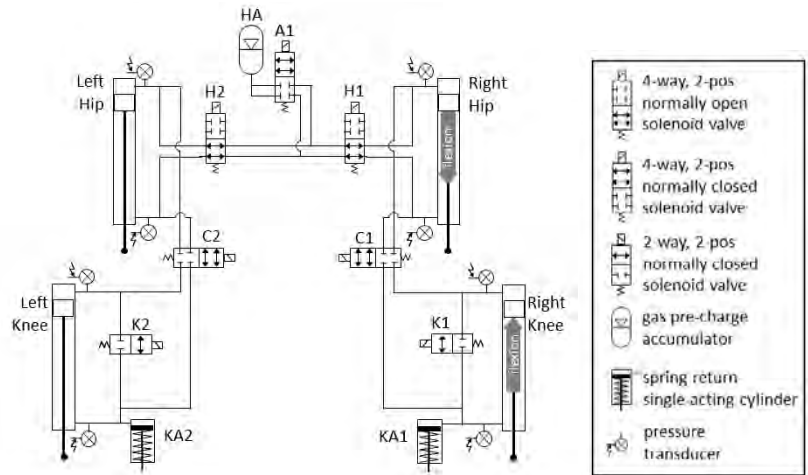 HA
A1
Left
Hip
H2
H1
Right
Hip
flexion
C2
C1
Left
Knee
K2
K1
Right
Knee
flexion
KA2
KA1
4-way, 2-pos
normally open
solenoid valve
4-way, 2-pos
normally closed
solenoid valve
2-way, 2-pos
normally closed
solenoid valve
gas pre-charge
accumulator
spring return
single-acting cylinder
pressure
transducer